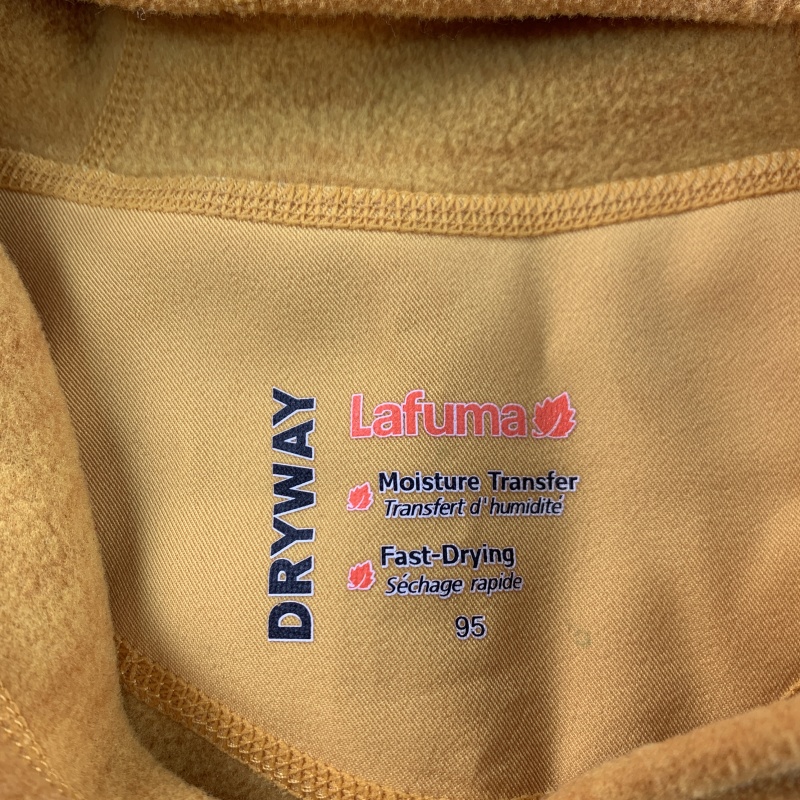 DRYWAY
Lafuma
Moisture Transfer
Transfert d'humidité
Fast-Drying
Séchage rapide
95